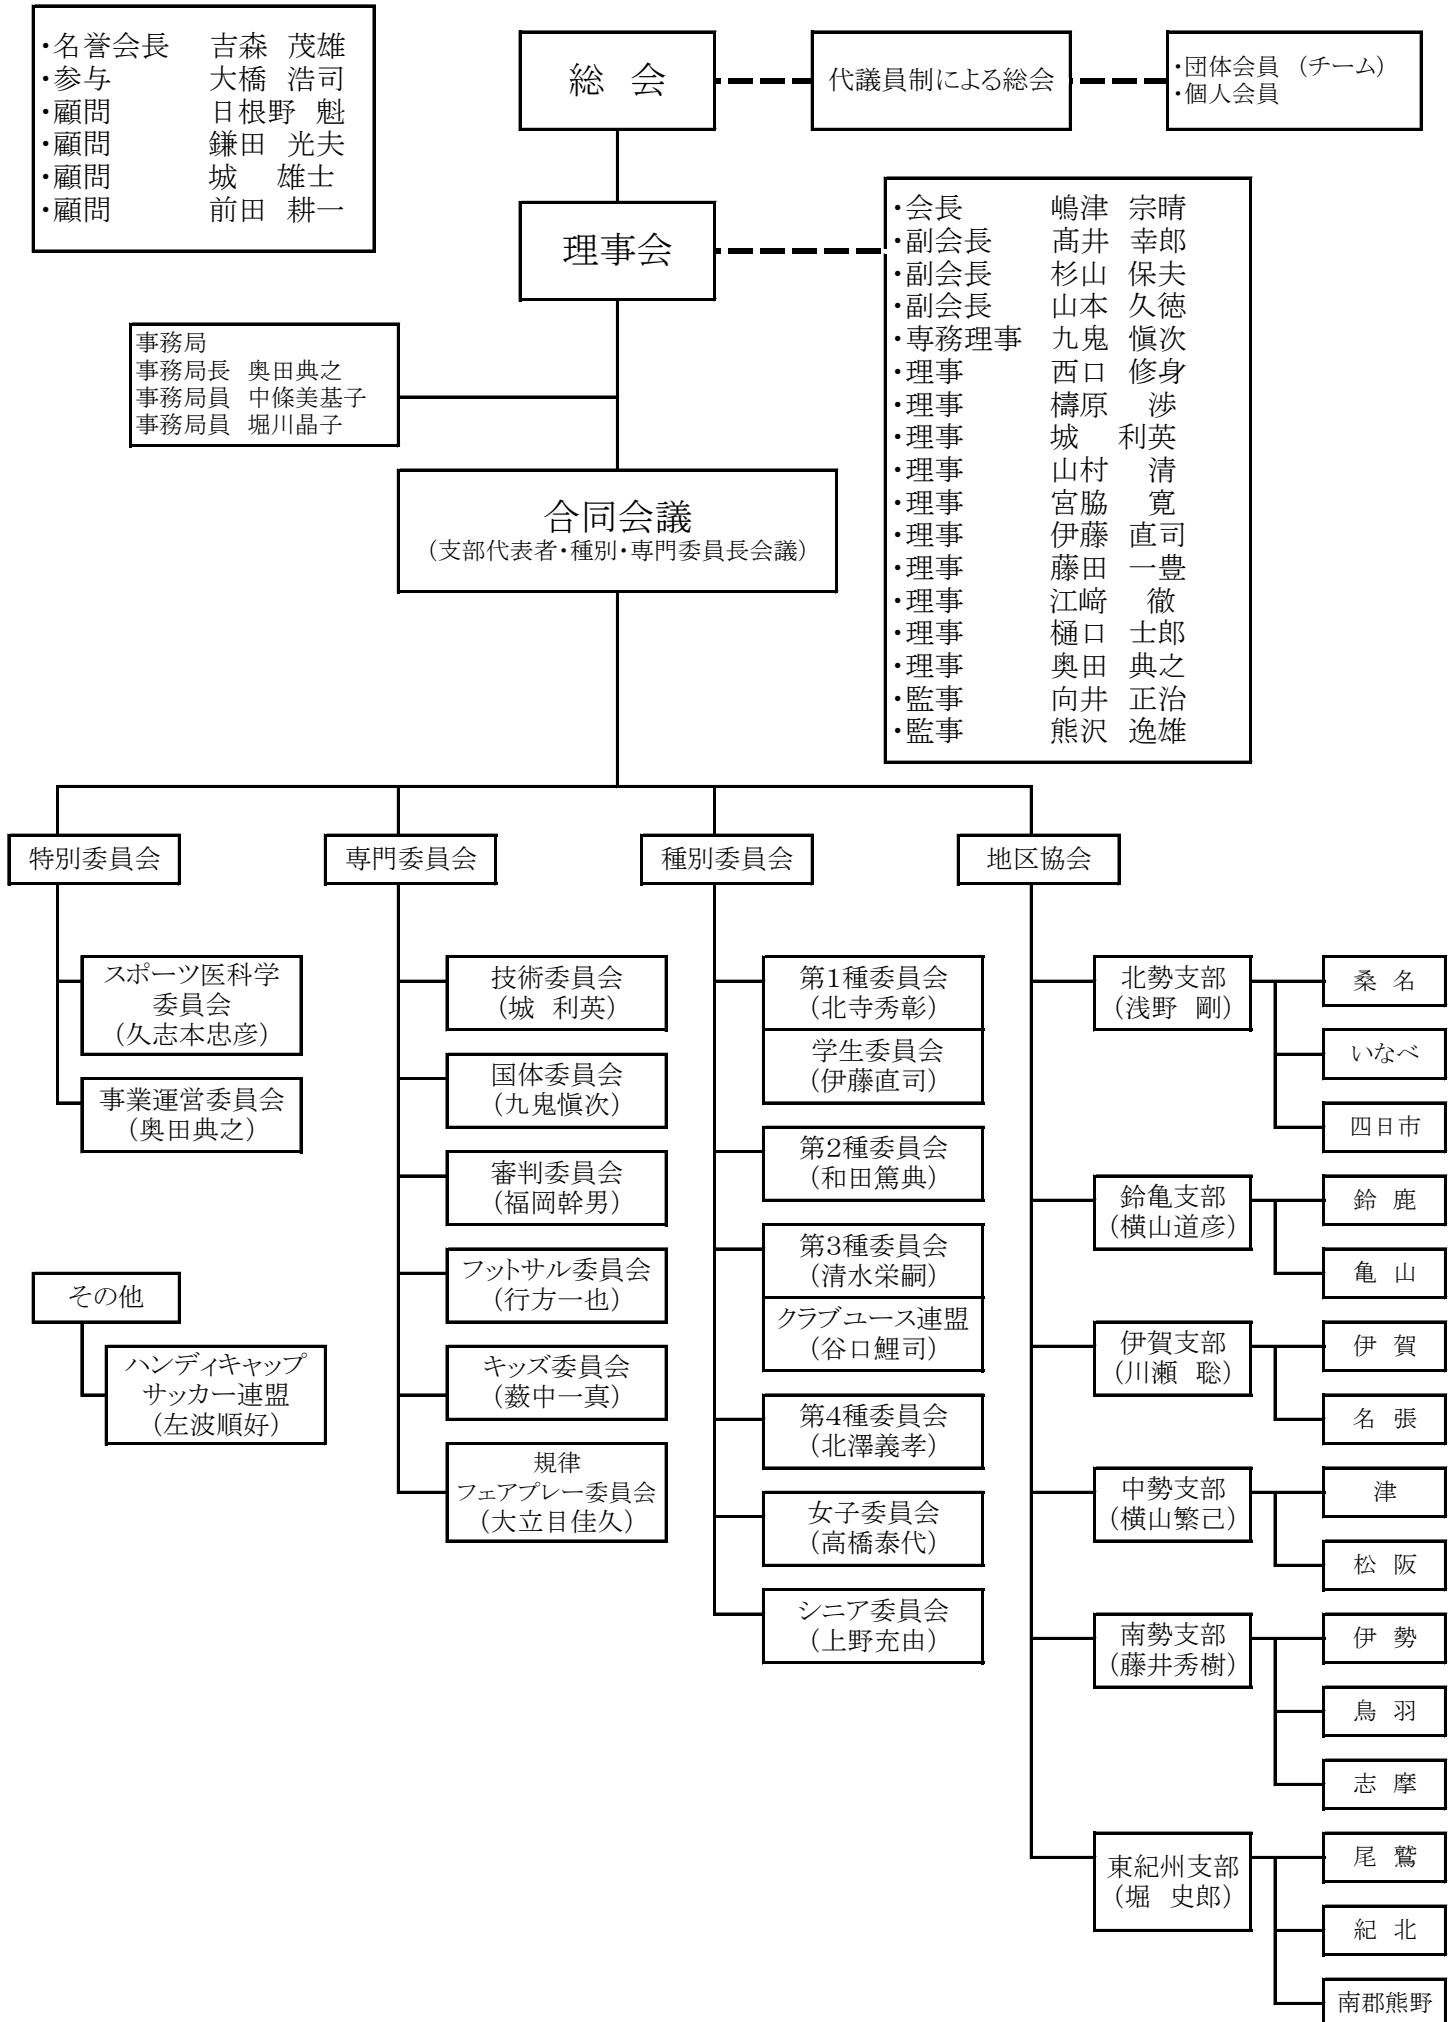 ・名誉会長 吉森 茂雄
・参与 大橋 浩司
・顧問 日根野 魁
・顧問 鎌田 光夫
・顧問 城 雄士
・顧問 前田 耕一
総 会
代議員制による総会
・団体会員 (チーム)
・個人会員
理事会
・会長 嶋津 宗晴
・副会長 髙井 幸郎
・副会長 杉山 保夫
・副会長 山本 久徳
・専務理事 九鬼 愼次
・理事 西口 修身
・理事 檮原 渉
・理事 城 利英
・理事 山村 清
・理事 宮脇 寛
・理事 伊藤 直司
・理事 藤田 一豊
・理事 江﨑 徹
・理事 樋口 士郎
・理事 奥田 典之
・監事 向井 正治
・監事 熊沢 逸雄
事務局
事務局長 奥田典之
事務局員 中條美基子
事務局員 堀川晶子
合同会議
(支部代表者・種別・専門委員長会議)
特別委員会
スポーツ医科学
委員会
(久志本忠彦)
事業運営委員会
(奥田典之)
その他
ハンディキャップ
サッカー連盟
(左波順好)
専門委員会
技術委員会
(城 利英)
国体委員会
(九鬼愼次)
審判委員会
(福岡幹男)
フットサル委員会
(行方一也)
キッズ委員会
(薮中一真)
規律
フェアプレー委員会
(大立目佳久)
種別委員会
第1種委員会
(北寺秀彰)
学生委員会
(伊藤直司)
第2種委員会
(和田篤典)
第3種委員会
(清水栄嗣)
クラブユース連盟
(谷口鯉司)
第4種委員会
(北澤義孝)
女子委員会
(高橋泰代)
シニア委員会
(上野充由)
地区協会
北勢支部
(浅野 剛)
桑 名
いなべ
四日市
鈴亀支部
(横山道彦)
鈴 鹿
亀 山
伊賀支部
(川瀬 聡)
伊 賀
名 張
中勢支部
(横山繁己)
津
松 阪
南勢支部
(藤井秀樹)
伊 勢
鳥 羽
志 摩
東紀州支部
(堀 史郎)
尾 鷲
紀 北
南郡熊野